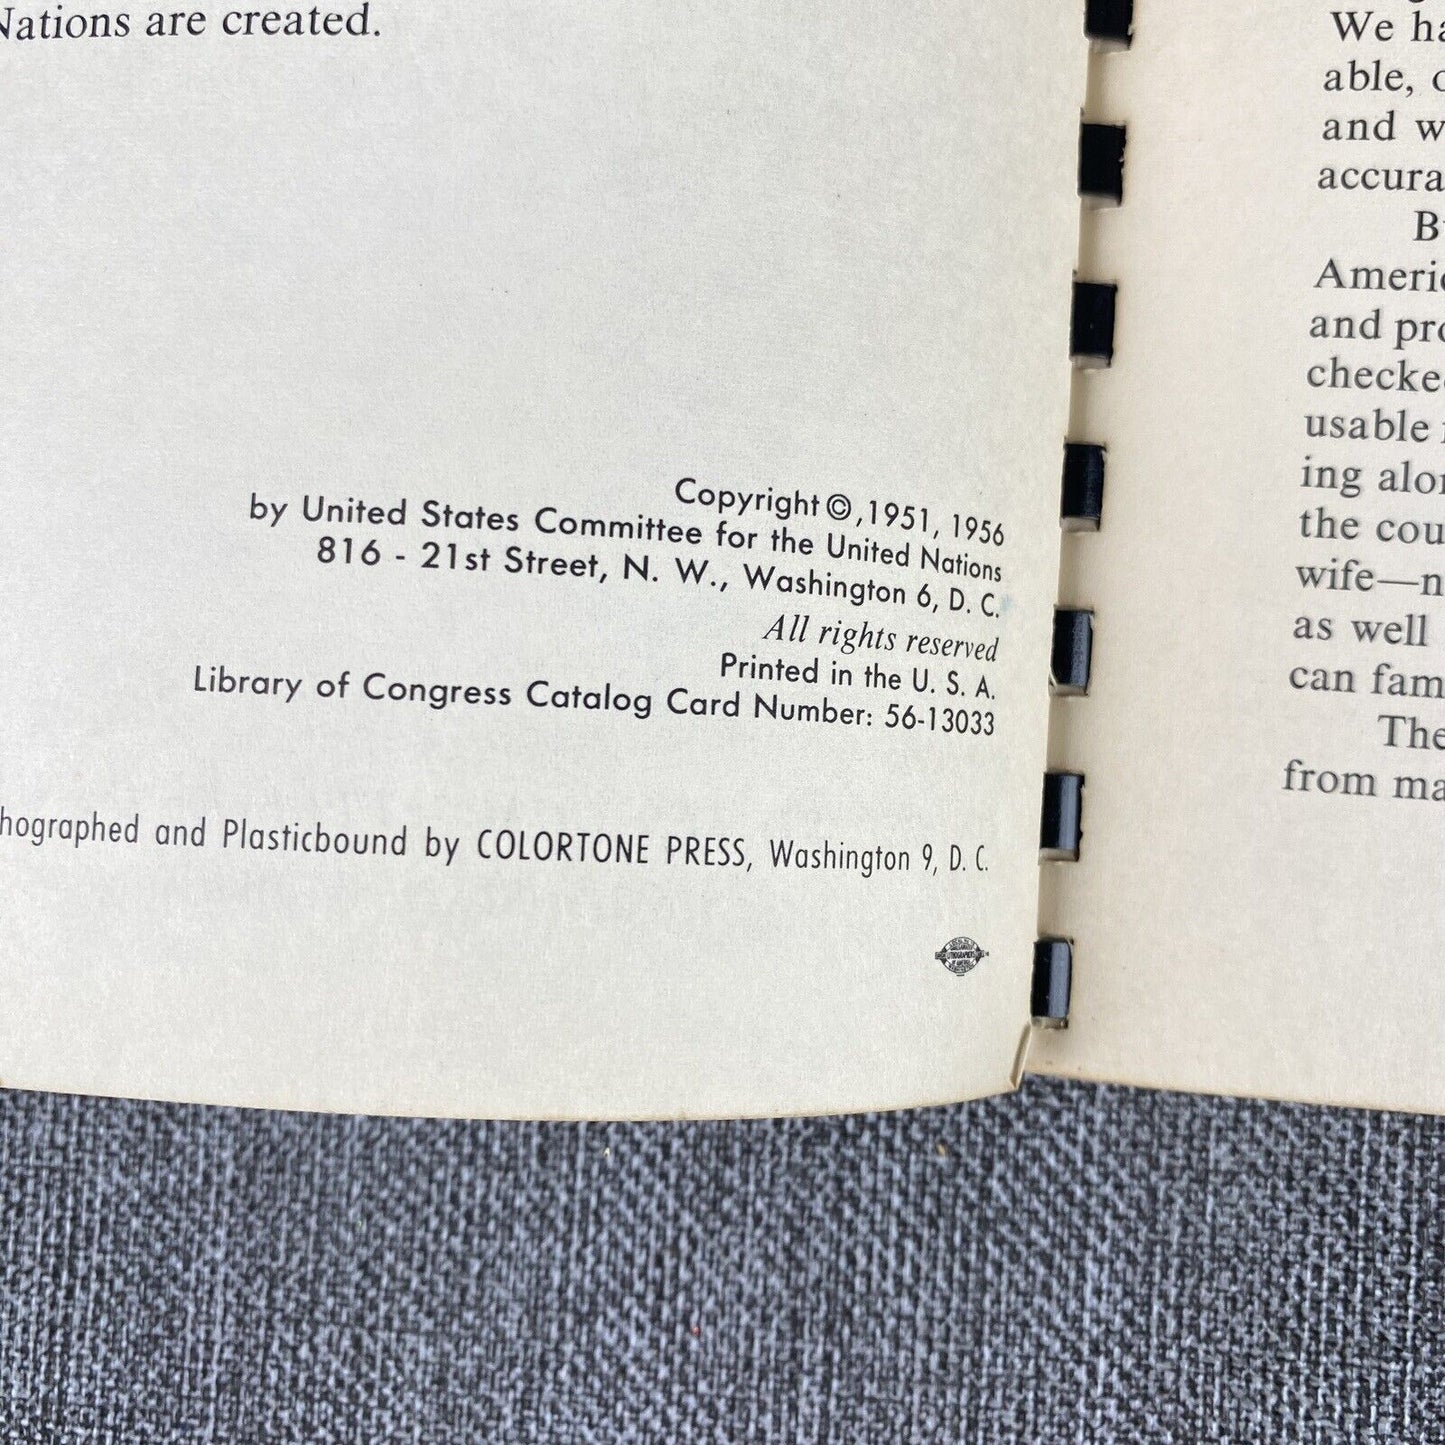 Nations are created.
Copyright ©, 1951, 1956
by United States Committee for the United Nations
816 - 21st Street, N. W., Washington 6, D. C.
All rights reserved
Printed in the U. S. A.
Library of Congress Catalog Card Number: 56-13033
hographed and Plasticbound by COLORTONE PRESS, Washington 9, D. C.
We ha
able, o
and w
accura
Bu
Americ
and pro
checke
usable
ing alon
the cou
wife—n
as well
can fam
The
from ma